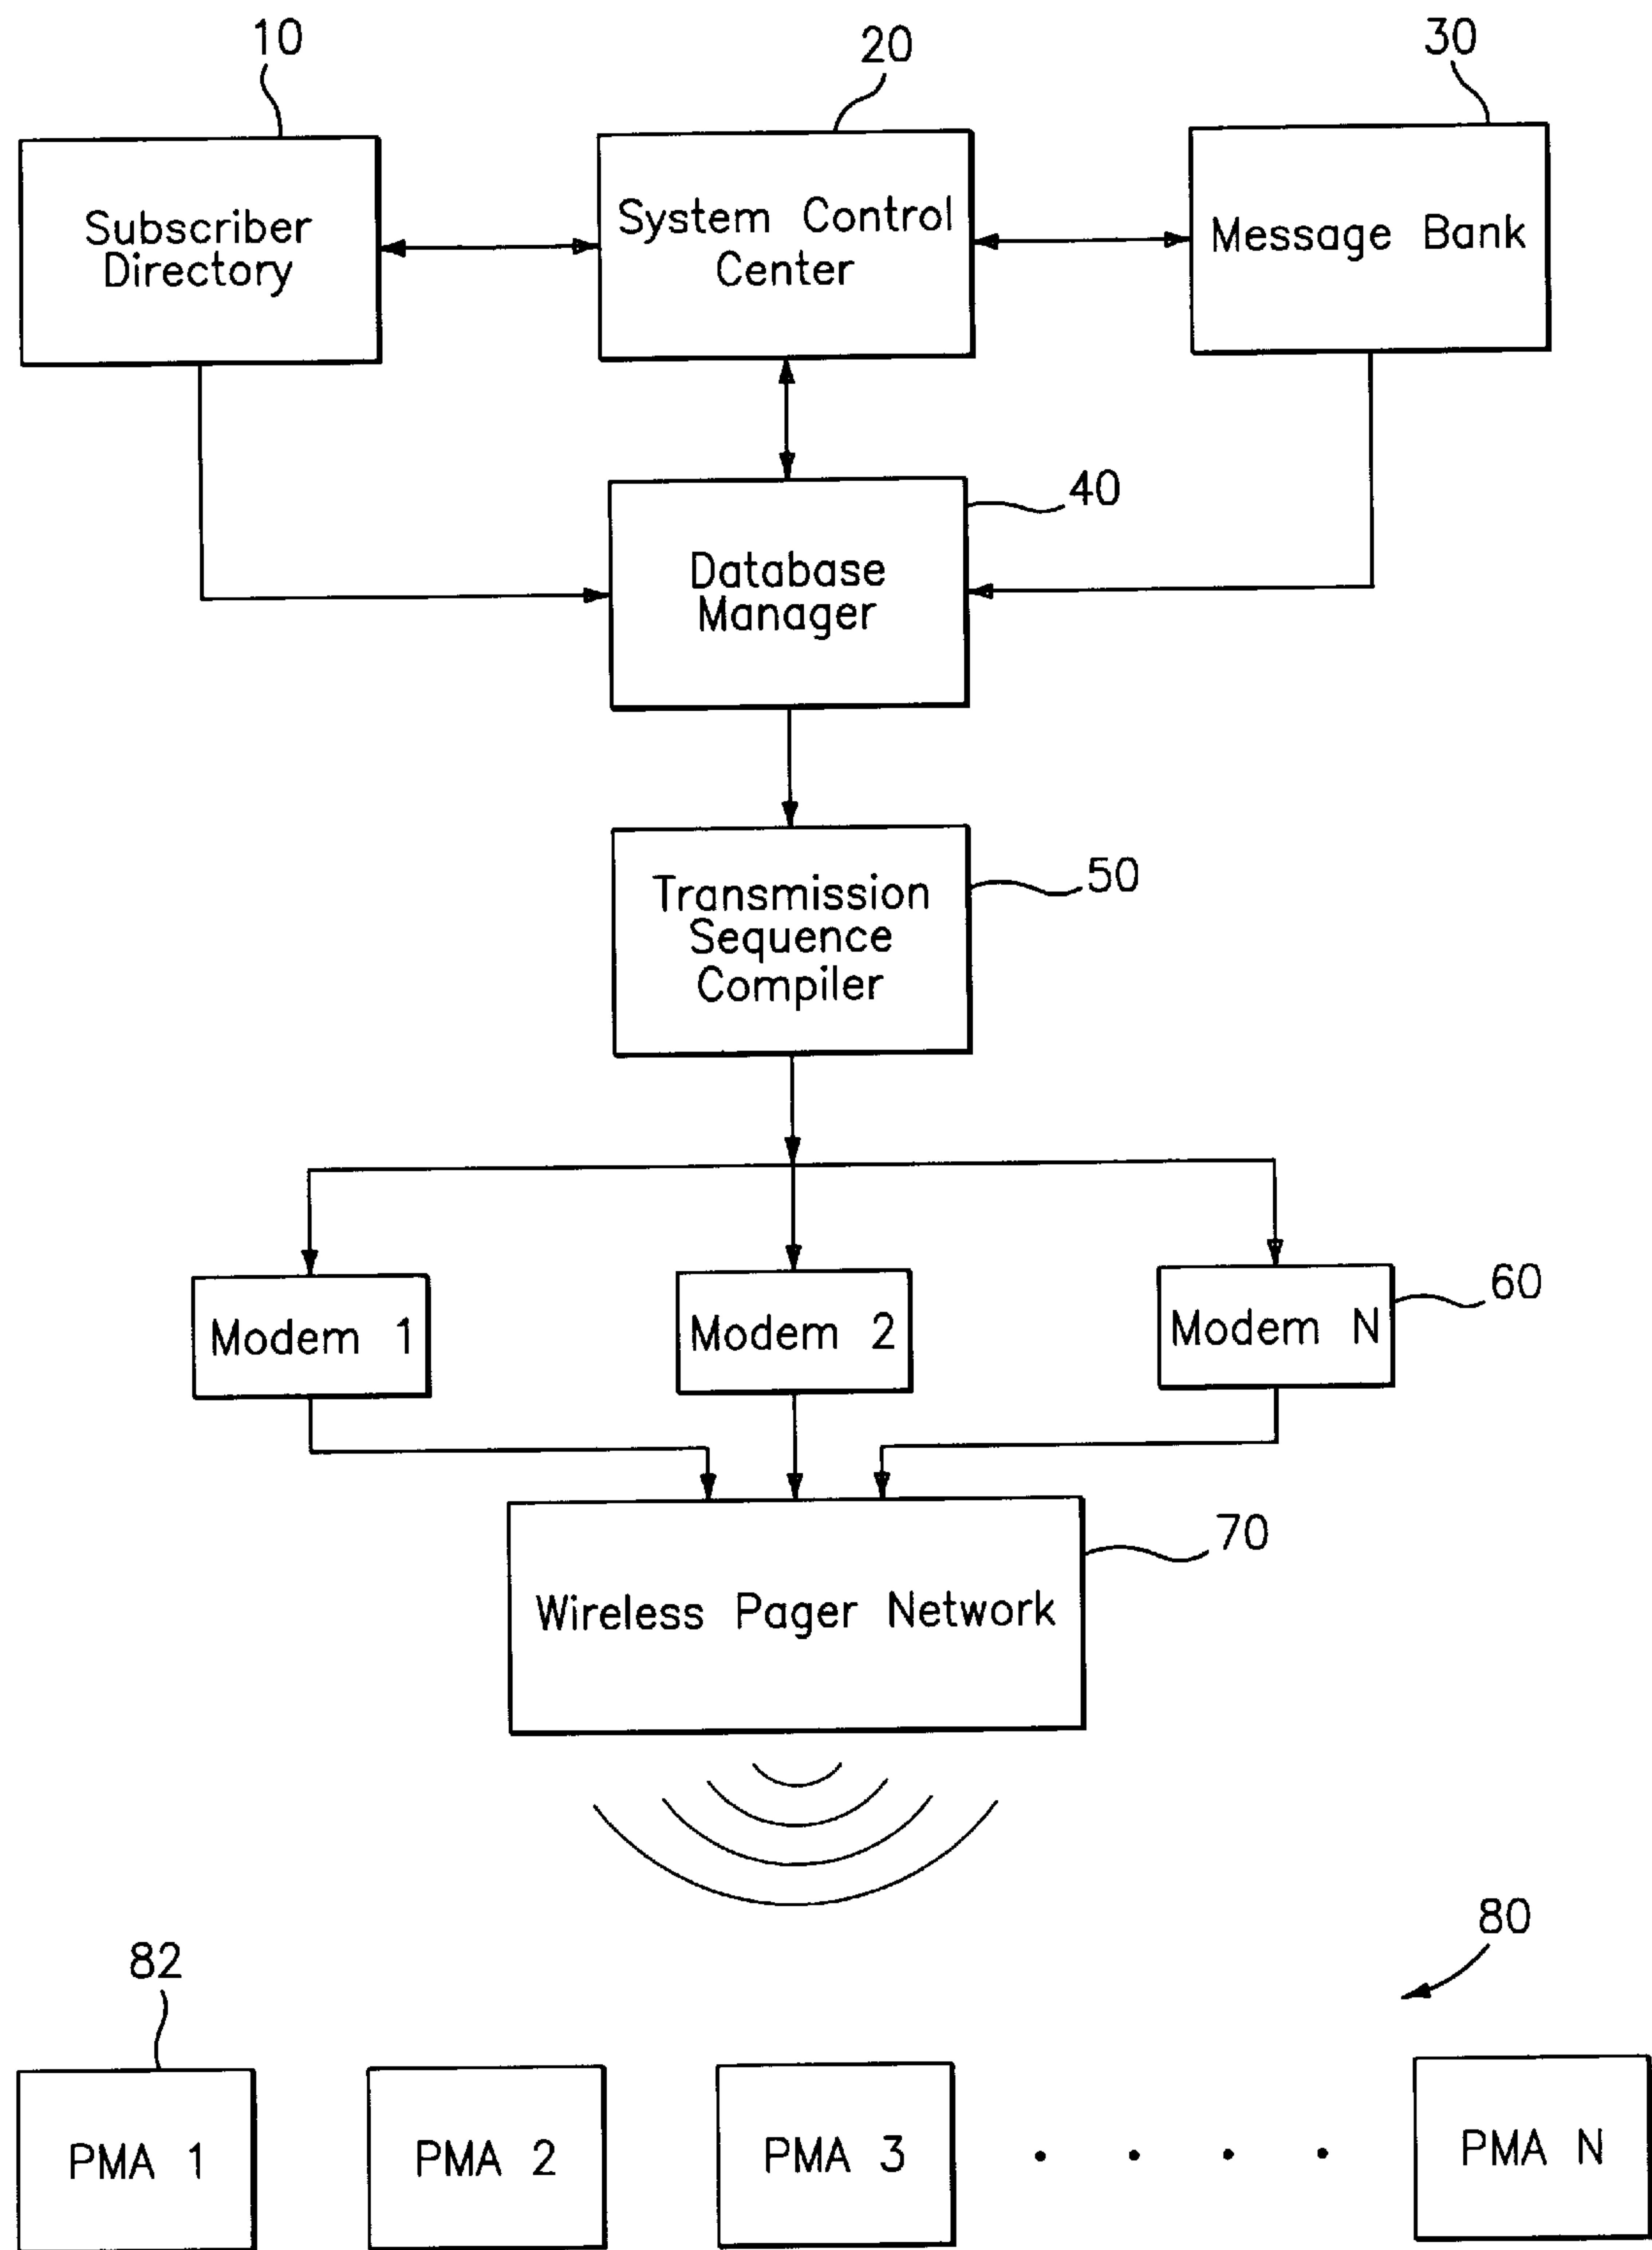 10
20
30
Subscriber
Directory
System Control
Center
Message Bank
40
Database
Manager
50
Transmission
Sequence
Compiler
60
Modem 1
Modem 2
Modem N
70
Wireless Pager Network
80
82
PMA 1
PMA 2
PMA 3
. . . .
PMA N